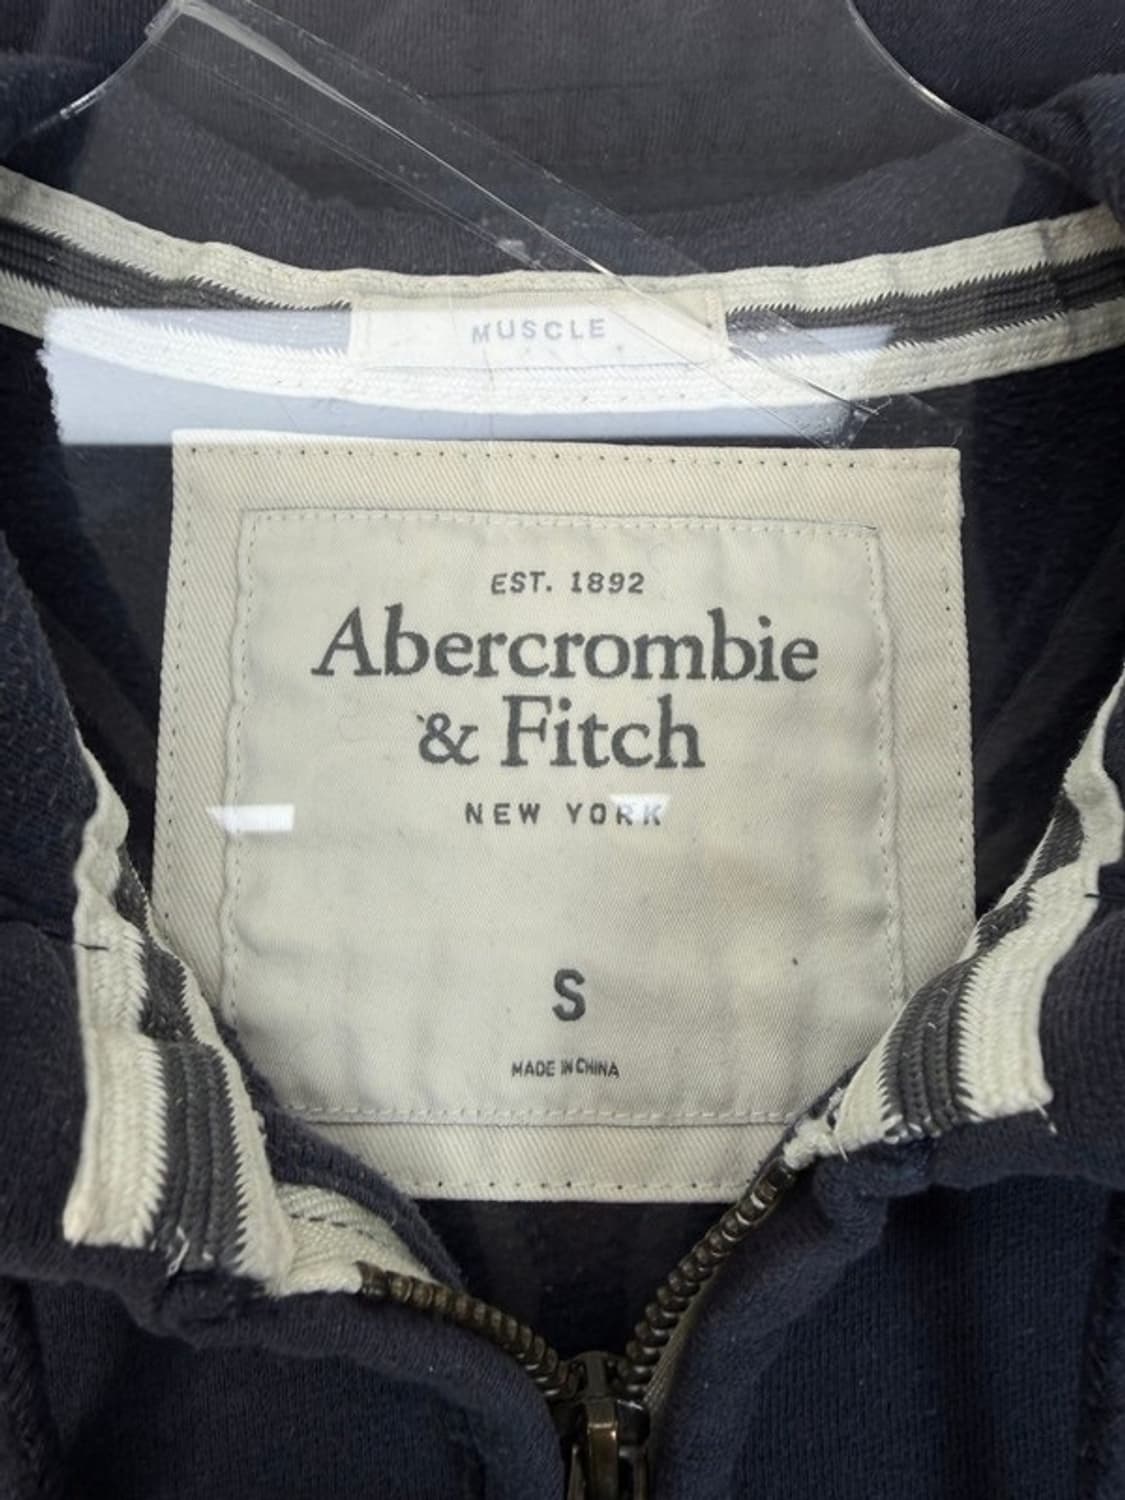 MUSCLE
EST. 1892
Abercrombie
& Fitch
NEW YORK
S
MADE IN CHINA